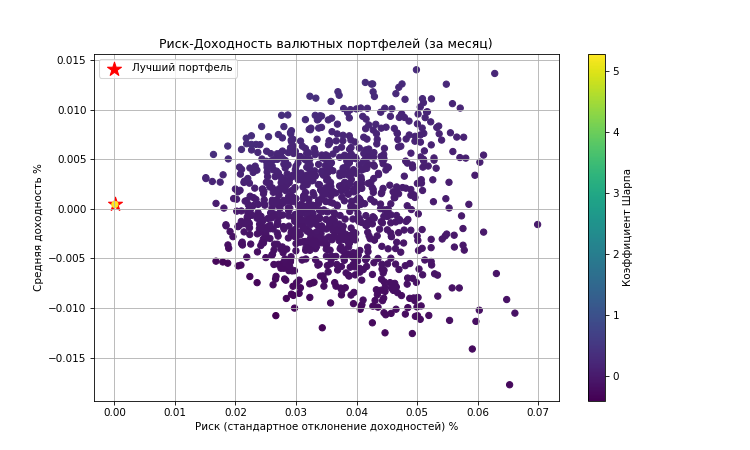 Риск-Доходность валютных портфелей (за месяц)
Лучший портфель
0.015
0.010
0.005
0.000
−0.005
−0.010
−0.015
Средняя доходность %
0.00 0.01 0.02 0.03 0.04 0.05 0.06 0.07
Риск (стандартное отклонение доходностей) %
5
4
3
2
1
0
Коэффициент Шарпа